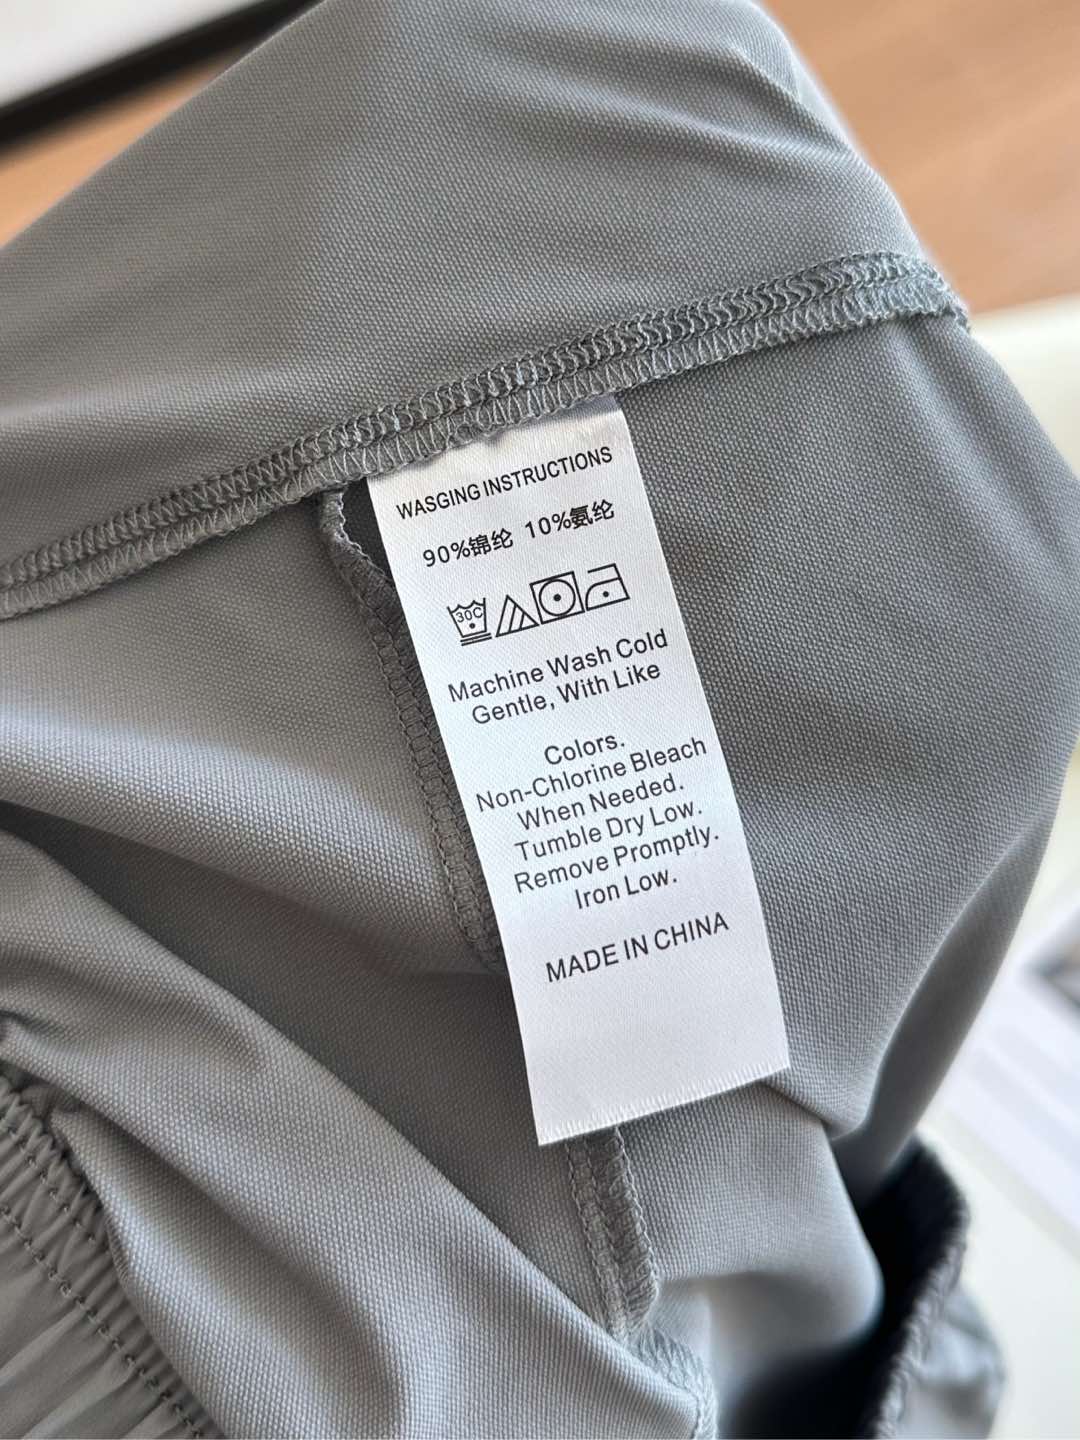 WASGING INSTRUCTIONS
90%锦纶 10%氨纶
30C
Machine Wash Cold
Gentle, With Like
Colors.
Non-Chlorine Bleach
When Needed.
Tumble Dry Low.
Remove Promptly.
Iron Low.
MADE IN CHINA